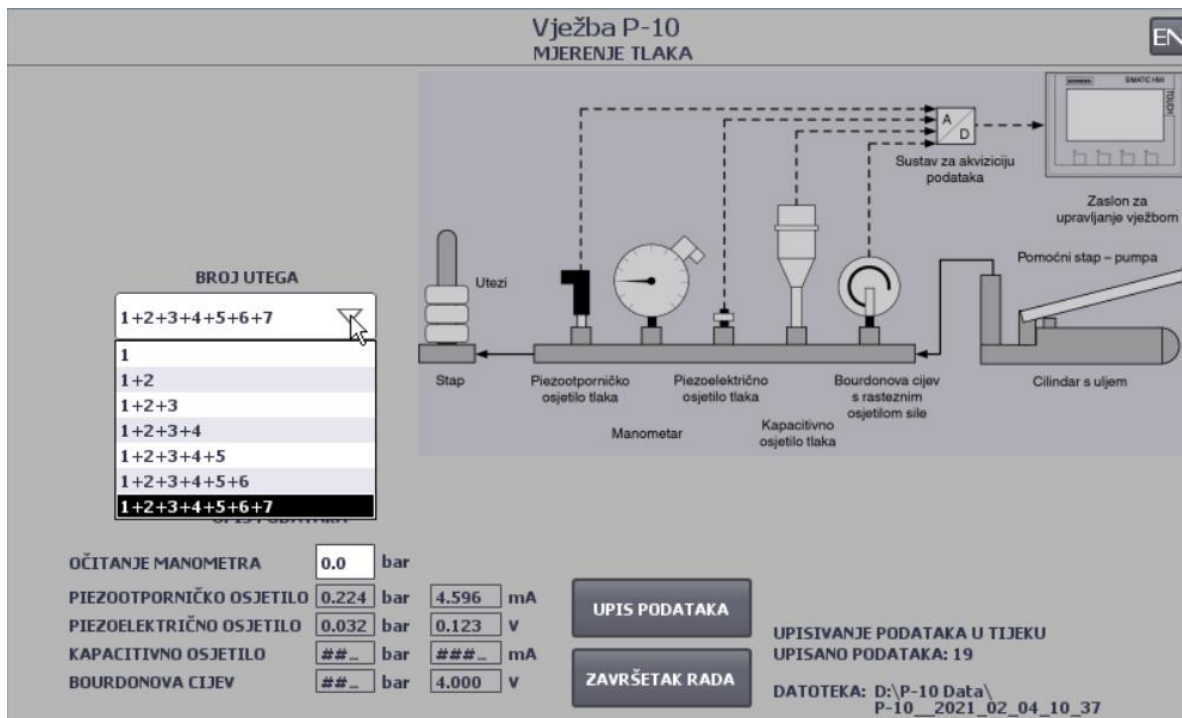 Vježba P-10
MJERENJE TLAKA
EN
SIEMENS
SIMATIC HMI
TOUCH
A
D
Sustav za akviziciju
podataka
Zaslon za
upravljanje vježbom
Utezi
Pomoćni stap – pumpa
Stap
Piezootporničko
osjetilo tlaka
Manometar
Piezoelektrično
osjetilo tlaka
Kapacitivno
osjetilo tlaka
Bourdonova cijev
s rasteznim
osjetilom sile
Cilindar s uljem
BROJ UTEGA
1+2+3+4+5+6+7
1
1+2
1+2+3
1+2+3+4
1+2+3+4+5
1+2+3+4+5+6
1+2+3+4+5+6+7
OČITANJE MANOMETRA 0.0 bar
PIEZOOTPORNIČKO OSJETILO 0.224 bar 4.596 mA
PIEZOELEKTRIČNO OSJETILO 0.032 bar 0.123 V
KAPACITIVNO OSJETILO ##... bar ###... mA
BOURDONOVA CIJEV ##... bar 4.000 V
UPIS PODATAKA
ZAVRŠETAK RADA
UPISIVANJE PODATAKA U TIJEKU
UPISANO PODATAKA: 19
DATOTEKA: D:\P-10 Data\
P-10__2021_02_04_10_37